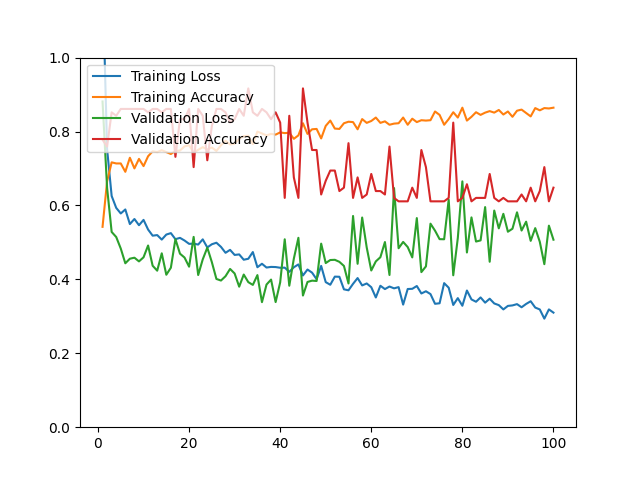 1.0
0.8
0.6
0.4
0.2
0.0
Training Loss
Training Accuracy
Validation Loss
Validation Accuracy
0 20 40 60 80 100